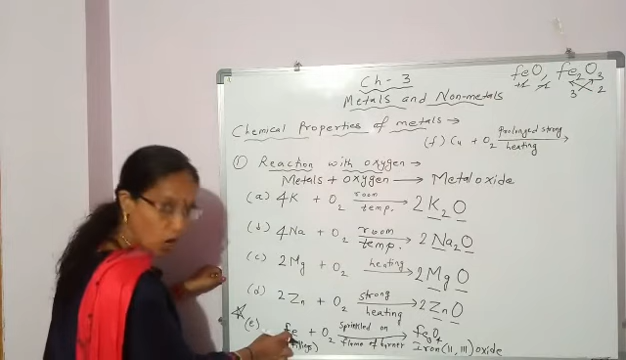 Ch-3
Metals and Non-metals
feO, fe2O3
3 2
Chemical Properties of metals →
(f) Cu + O2 prolonged strong heating →
① Reaction with oxygen →
Metals + oxygen → Metal oxide
(a) 4K + O2 room temp. → 2K2O
(b) 4Na + O2 room temp. → 2Na2O
(c) 2Mg + O2 heating → 2MgO
(d) 2Zn + O2 strong heating → 2ZnO
(e) fe + O2 sprinkled on flame of burner → fe3O4
Iron(II, III) oxide